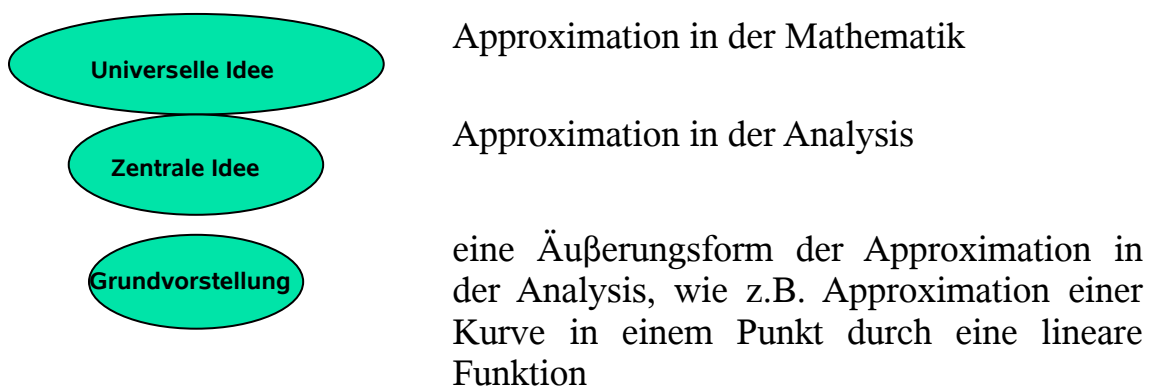 Universelle Idee
Approximation in der Mathematik
Zentrale Idee
Approximation in der Analysis
Grundvorstellung
eine Äuβerungsform der Approximation in
der Analysis, wie z.B. Approximation einer
Kurve in einem Punkt durch eine lineare
Funktion